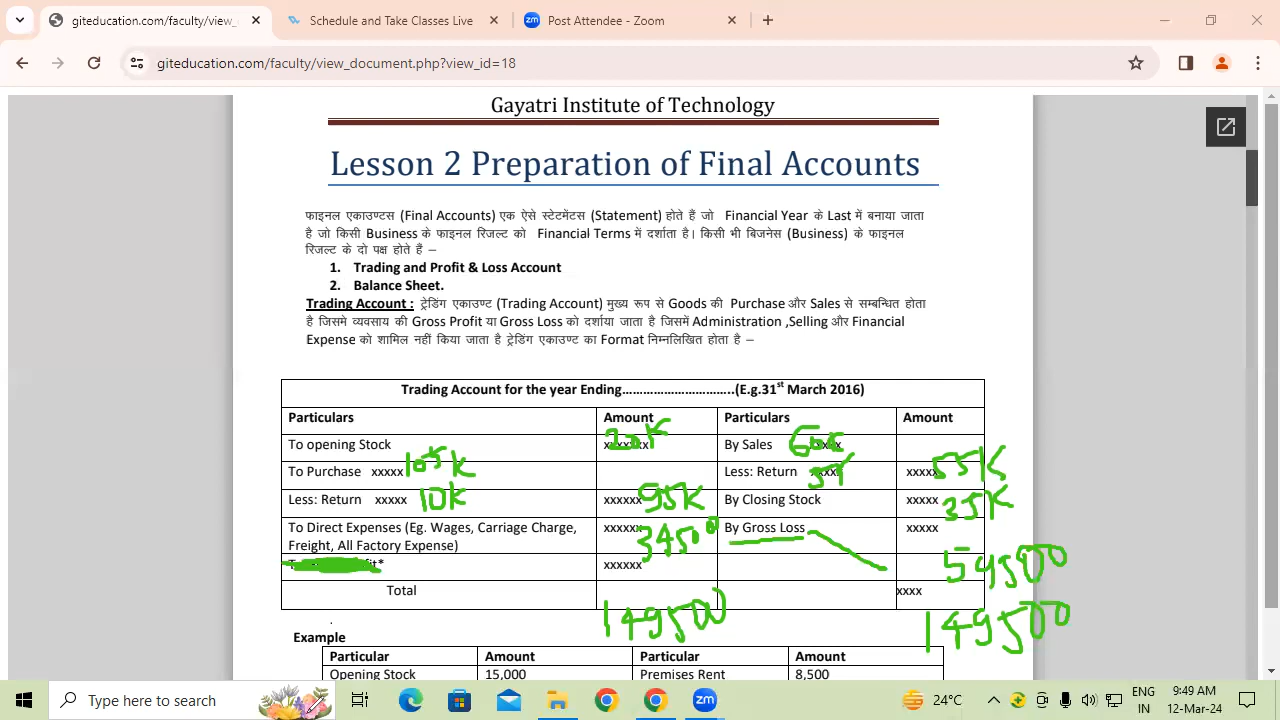 giteducation.com/faculty/view_
Schedule and Take Classes Live
zm
Post Attendee - Zoom
giteducation.com/faculty/view_document.php?view_id=18
Gayatri Institute of Technology
Lesson 2 Preparation of Final Accounts
फाइनल एकाउण्टस (Final Accounts) एक ऐसे स्टेटमेंटस (Statement) होते हैं जो Financial Year के Last में बनाया जाता
है जो किसी Business के फाइनल रिजल्ट को Financial Terms में दर्शाता है। किसी भी बिजनेस (Business) के फाइनल
रिजल्ट के दो पक्ष होते हैं –
1. Trading and Profit & Loss Account
2. Balance Sheet.
Trading Account : ट्रेडिंग एकाउण्ट (Trading Account) मुख्य रूप से Goods की Purchase और Sales से सम्बन्धित होता
है जिसमे व्यवसाय की Gross Profit या Gross Loss को दर्शाया जाता है जिसमें Administration ,Selling और Financial
Expense को शामिल नहीं किया जाता है ट्रेडिंग एकाउण्ट का Format निम्नलिखित होता है –
Trading Account for the year Ending…………………………..(E.g.31st March 2016)
Particulars Amount Particulars Amount
To opening Stock xxxxxxx 20K By Sales xxxx
To Purchase xxxxx 105K Less: Return xxxx xxxxx 55K
Less: Return xxxxx 10K xxxxxx 95K By Closing Stock xxxxx 35K
To Direct Expenses (Eg. Wages, Carriage Charge, xxxxxx 34500 By Gross Loss xxxxx
Freight, All Factory Expense)
xxxxxx 59500
Total xxxx
149500 149500
Example
Particular Amount Particular Amount
Opening Stock 15,000 Premises Rent 8,500
Type here to search
zm
24°C
ENG
IN
9:49 AM
12-Mar-24